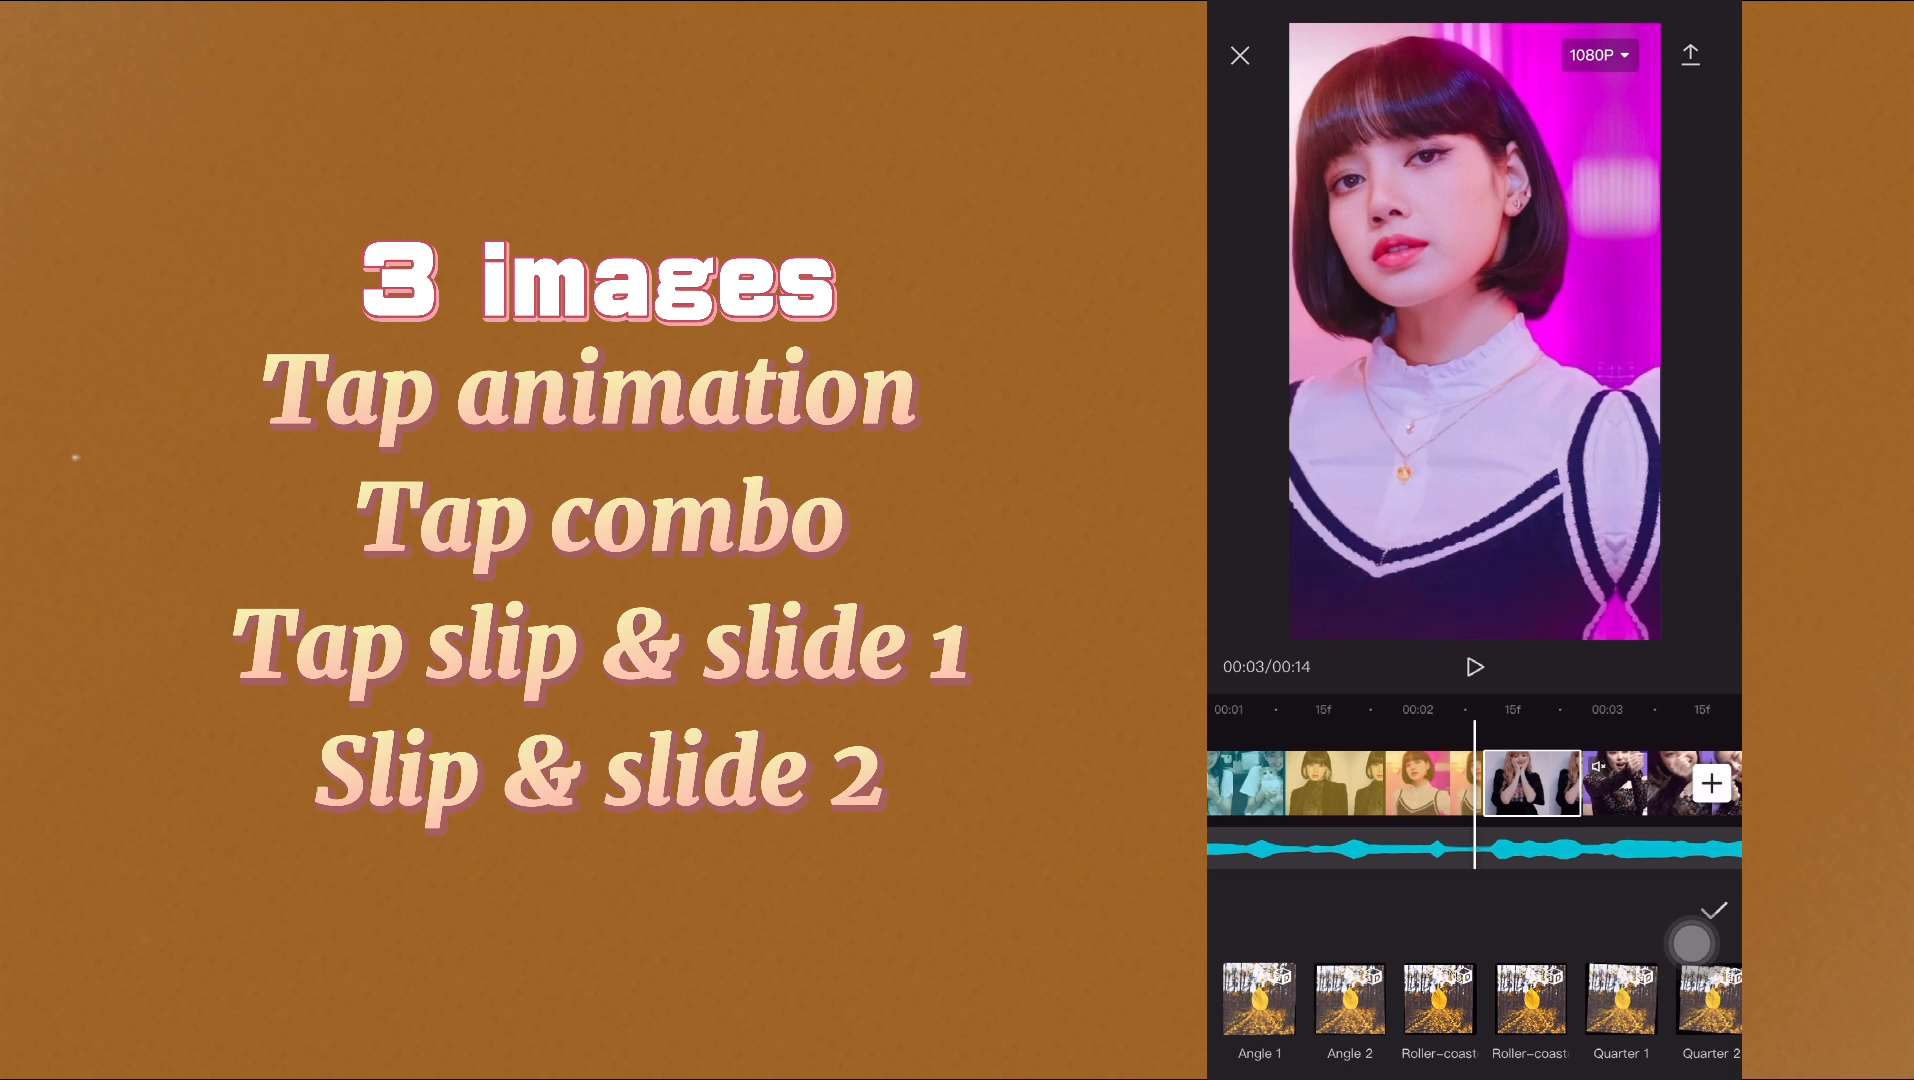 3 images
Tap animation
Tap combo
Tap slip & slide 1
Slip & slide 2
1080P
00:03/00:14
00:01 15f 00:02 15f 00:03 15f
Angle 1 Angle 2 Roller-coast Roller-coast Quarter 1 Quarter 2